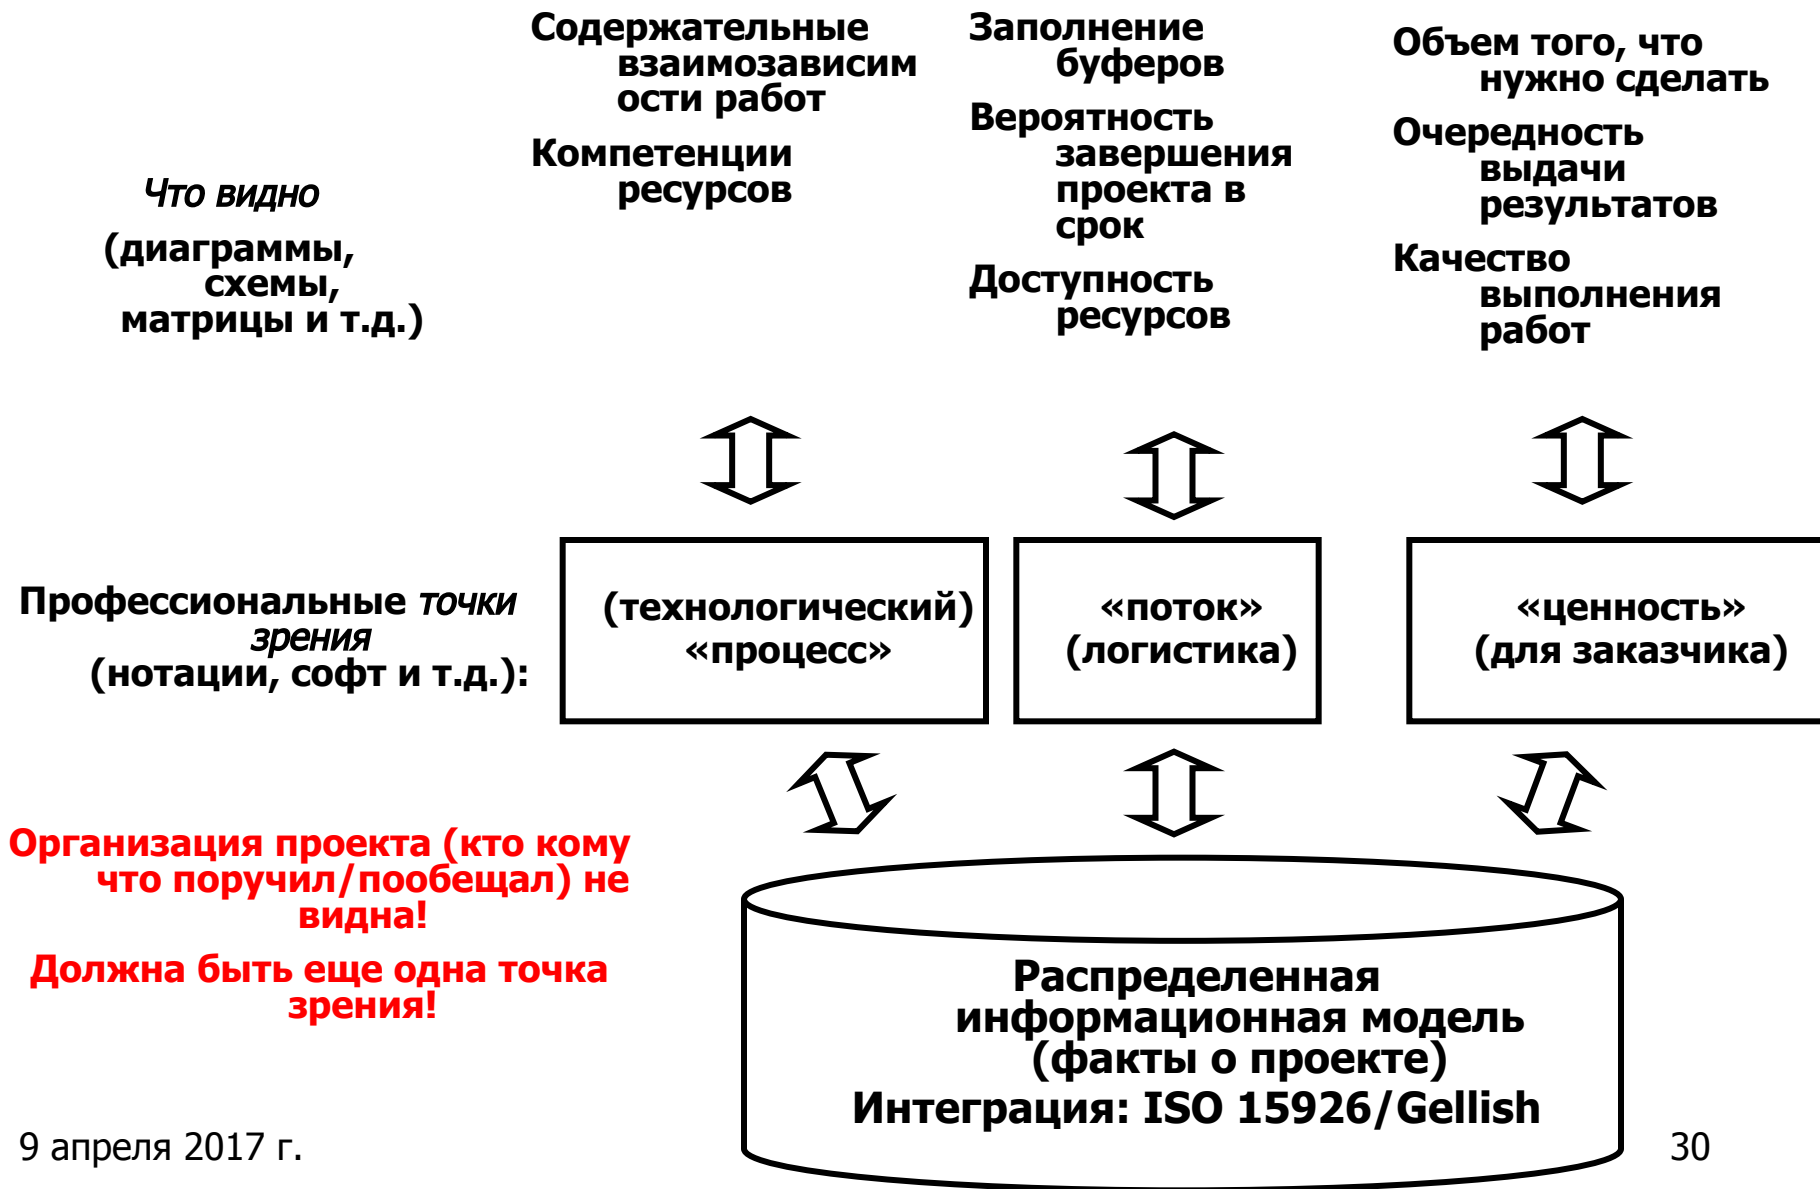 Содержательные
взаимозависим
ости работ
Компетенции
ресурсов
Заполнение
буферов
Вероятность
завершения
проекта в
срок
Доступность
ресурсов
Объем того, что
нужно сделать
Очередность
выдачи
результатов
Качество
выполнения
работ
Что видно
(диаграммы,
схемы,
матрицы и т.д.)
Профессиональные точки
зрения
(нотации, софт и т.д.):
(технологический)
«процесс»
«поток»
(логистика)
«ценность»
(для заказчика)
Организация проекта (кто кому
что поручил/пообещал) не
видна!
Должна быть еще одна точка
зрения!
Распределенная
информационная модель
(факты о проекте)
Интеграция: ISO 15926/Gellish
9 апреля 2017 г.
30